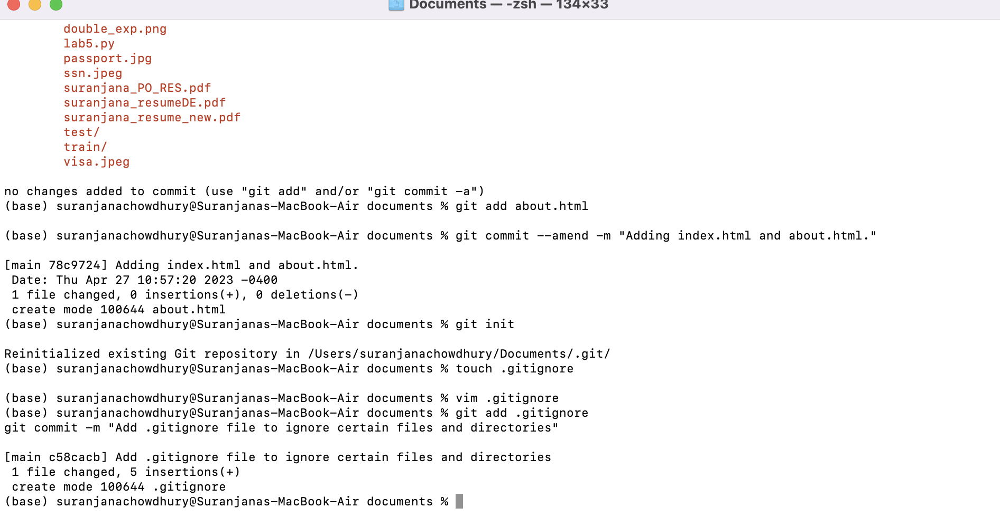 Documents — -zsh — 134×33
double_exp.png
lab5.py
passport.jpg
ssn.jpeg
suranjana_PO_RES.pdf
suranjana_resumeDE.pdf
suranjana_resume_new.pdf
test/
train/
visa.jpeg
no changes added to commit (use "git add" and/or "git commit -a")
(base) suranjanachowdhury@Suranjanas-MacBook-Air documents % git add about.html
(base) suranjanachowdhury@Suranjanas-MacBook-Air documents % git commit --amend -m "Adding index.html and about.html."
[main 78c9724] Adding index.html and about.html.
Date: Thu Apr 27 10:57:20 2023 -0400
1 file changed, 0 insertions(+), 0 deletions(-)
create mode 100644 about.html
(base) suranjanachowdhury@Suranjanas-MacBook-Air documents % git init
Reinitialized existing Git repository in /Users/suranjanachowdhury/Documents/.git/
(base) suranjanachowdhury@Suranjanas-MacBook-Air documents % touch .gitignore
(base) suranjanachowdhury@Suranjanas-MacBook-Air documents % vim .gitignore
(base) suranjanachowdhury@Suranjanas-MacBook-Air documents % git add .gitignore
git commit -m "Add .gitignore file to ignore certain files and directories"
[main c58cacb] Add .gitignore file to ignore certain files and directories
1 file changed, 5 insertions(+)
create mode 100644 .gitignore
(base) suranjanachowdhury@Suranjanas-MacBook-Air documents %